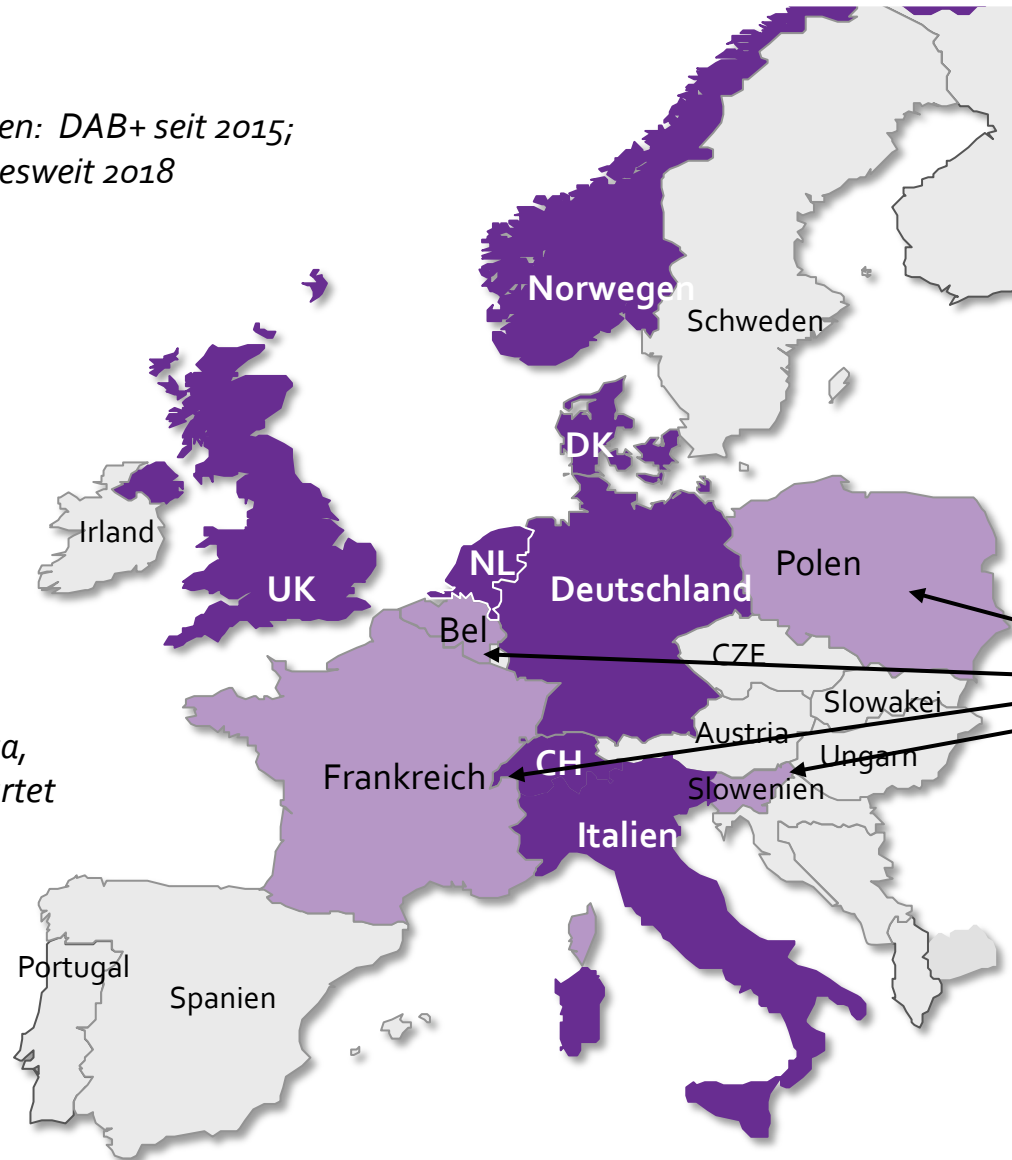 en: DAB+ seit 2015;
esweit 2018
Norwegen
Schweden
DK
Irland
UK
NL
Deutschland
Polen
Bel
CZE
Slowakei
Austria
a,
Ungarn
CH
Frankreich
rtet
Slowenien
Italien
Portugal
Spanien